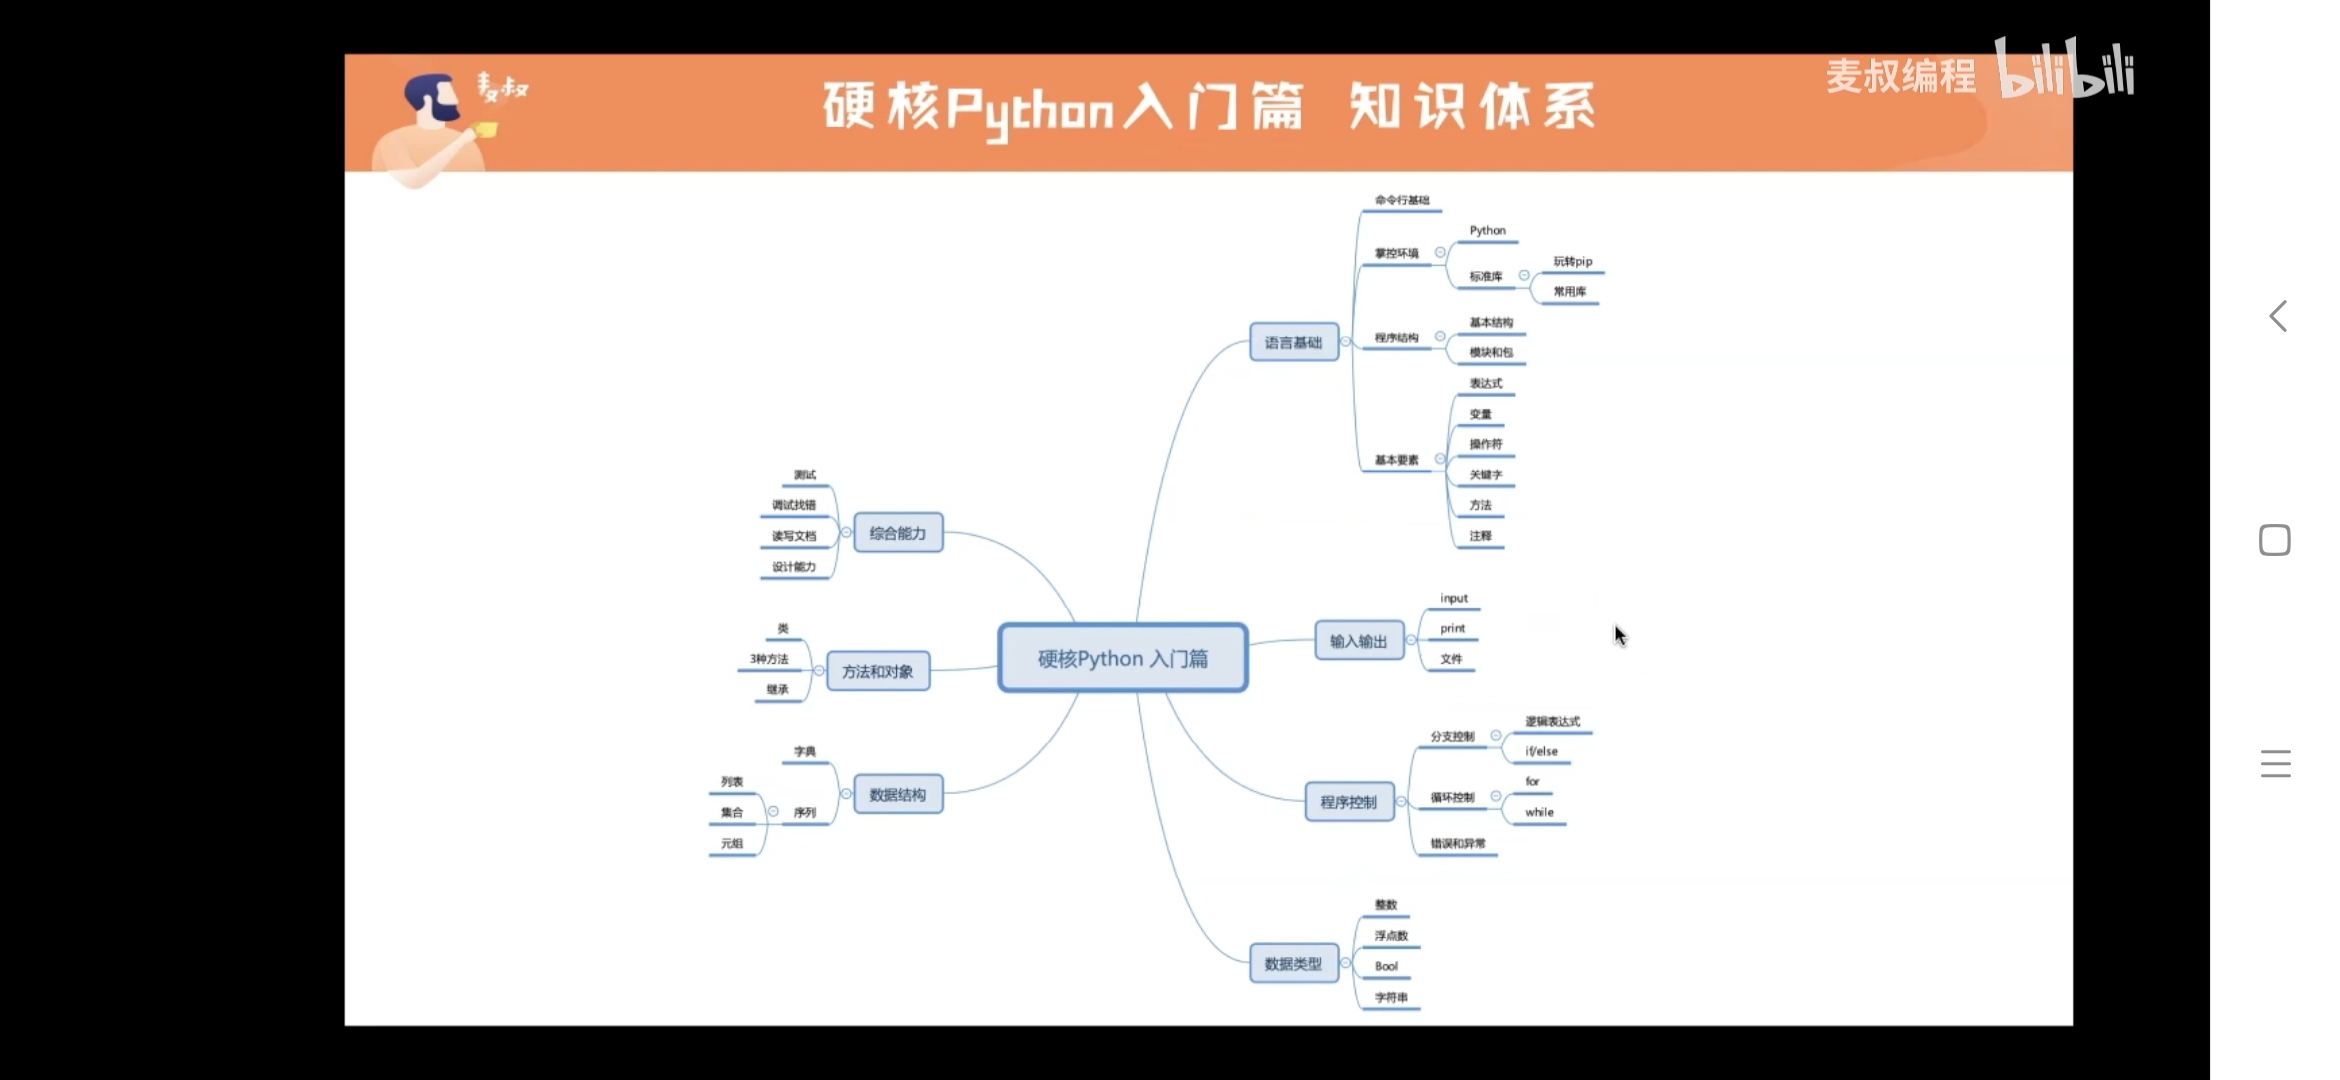 麦叔
硬核Python入门篇 知识体系
麦叔编程 bilibili
命令行基础
掌控环境
Python
标准库
玩转pip
常用库
语言基础
程序结构
基本结构
模块和包
基本要素
表达式
变量
操作符
关键字
方法
注释
综合能力
测试
调试找错
读写文档
设计能力
硬核Python 入门篇
输入输出
input
print
文件
方法和对象
类
3种方法
继承
程序控制
分支控制
逻辑表达式
if/else
循环控制
for
while
错误和异常
数据结构
字典
序列
列表
集合
元组
数据类型
整数
浮点数
Bool
字符串